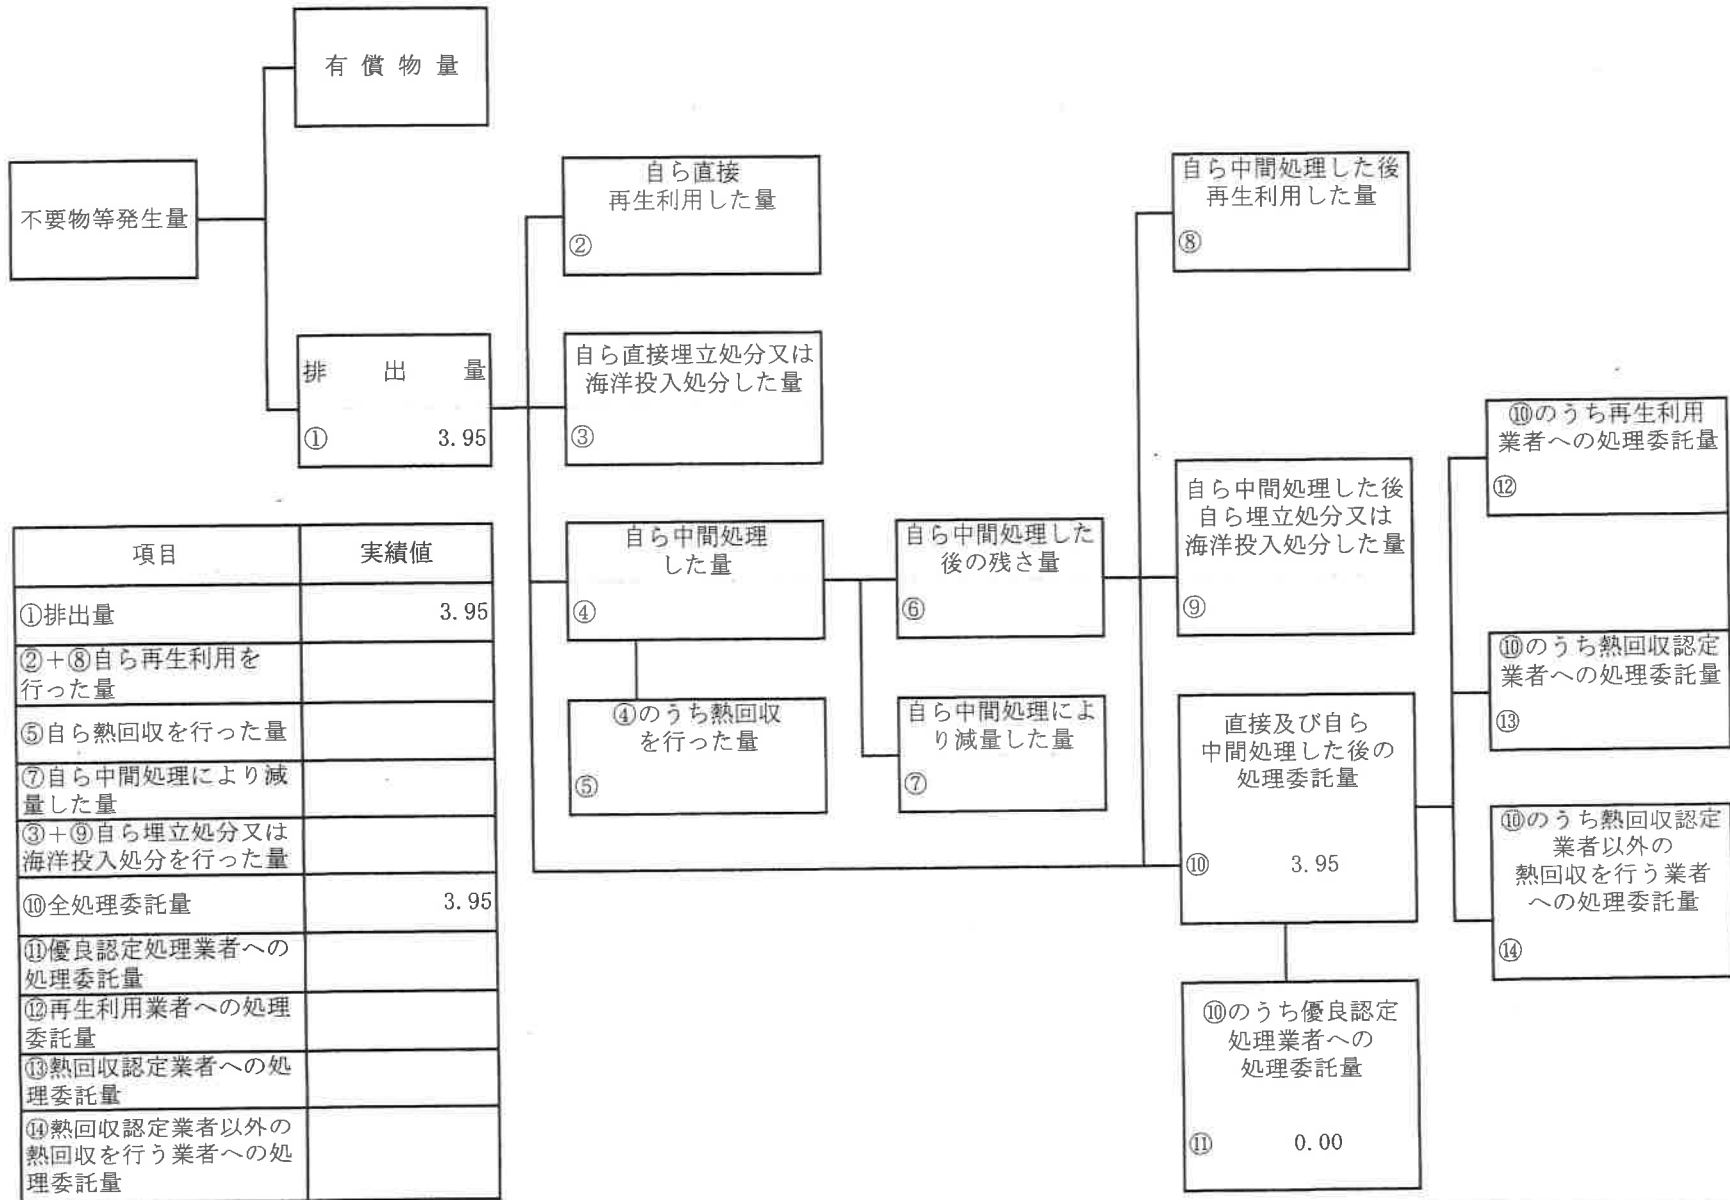 有償物量
不要物等発生量
排出量
① 3.95
自ら直接
再生利用した量
②
自ら直接埋立処分又は
海洋投入処分した量
③
自ら中間処理
した量
④
④のうち熱回収
を行った量
⑤
自ら中間処理した
後の残さ量
⑥
自ら中間処理によ
り減量した量
⑦
自ら中間処理した後
再生利用した量
⑧
自ら中間処理した後
自ら埋立処分又は
海洋投入処分した量
⑨
直接及び自ら
中間処理した後の
処理委託量
⑩ 3.95
⑩のうち優良認定
処理業者への
処理委託量
⑪ 0.00
⑩のうち再生利用
業者への処理委託量
⑫
⑩のうち熱回収認定
業者への処理委託量
⑬
⑩のうち熱回収認定
業者以外の
熱回収を行う業者
への処理委託量
⑭
項目 実績値
①排出量 3.95
②+⑧自ら再生利用を
行った量
⑤自ら熱回収を行った量
⑦自ら中間処理により減
量した量
③+⑨自ら埋立処分又は
海洋投入処分を行った量
⑩全処理委託量 3.95
⑪優良認定処理業者への
処理委託量
⑫再生利用業者への処理
委託量
⑬熱回収認定業者への処
理委託量
⑭熱回収認定業者以外の
熱回収を行う業者への処
理委託量